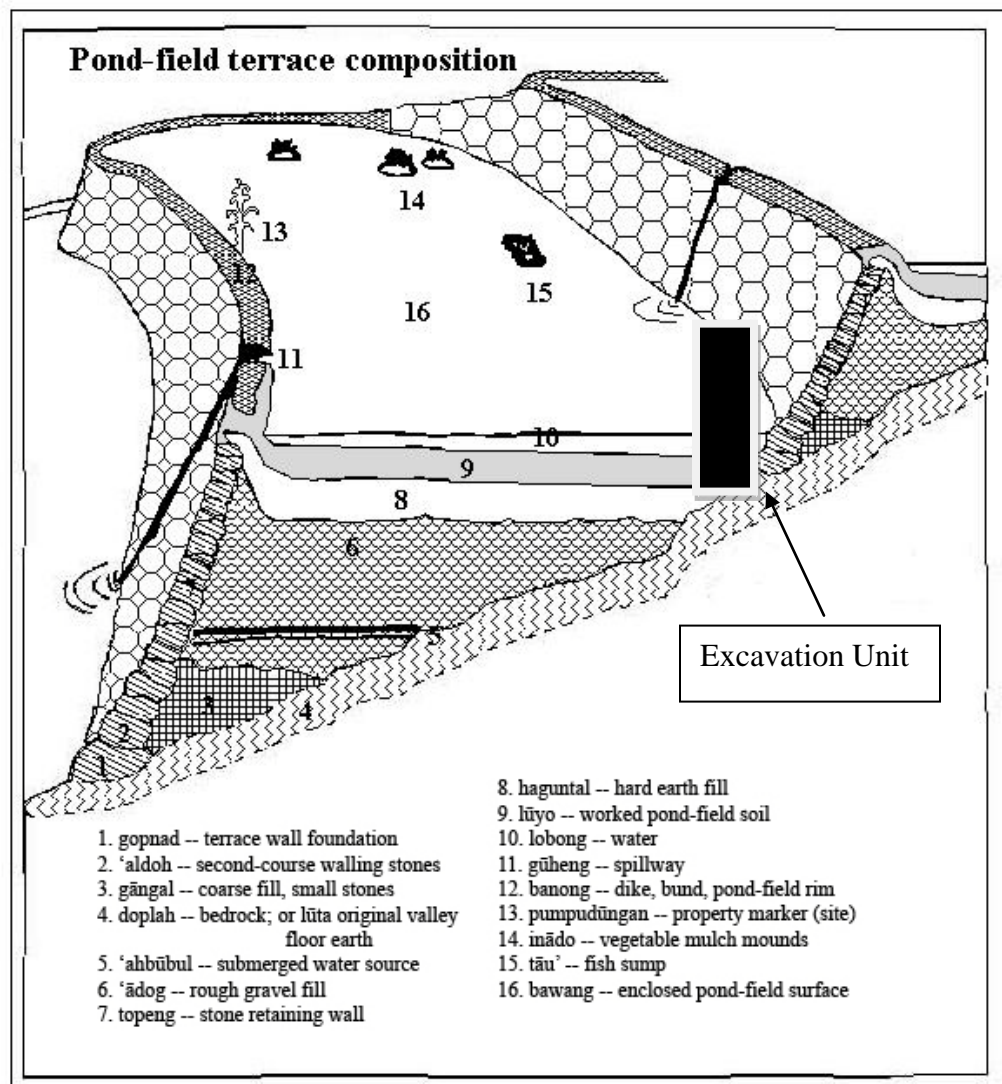 Pond-field terrace composition
14
13
12
15
16
11
10
9
8
6
5
Excavation Unit
3
4
2
1
1. gopnad -- terrace wall foundation
2. ‘aldoh -- second-course walling stones
3. gāngal -- coarse fill, small stones
4. doplah -- bedrock; or lūta original valley
floor earth
5. ‘ahbūbul -- submerged water source
6. ‘ādog -- rough gravel fill
7. topeng -- stone retaining wall
8. haguntal -- hard earth fill
9. lūyo -- worked pond-field soil
10. lobong -- water
11. gūheng -- spillway
12. banong -- dike, bund, pond-field rim
13. pumpudūngan -- property marker (site)
14. inādo -- vegetable mulch mounds
15. tāu’ -- fish sump
16. bawang -- enclosed pond-field surface